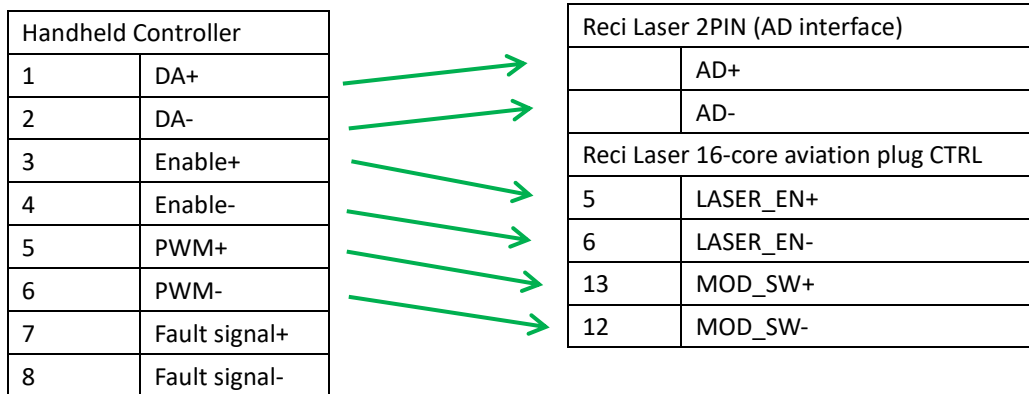 Handheld Controller
1 DA+
2 DA-
3 Enable+
4 Enable-
5 PWM+
6 PWM-
7 Fault signal+
8 Fault signal-
Reci Laser 2PIN (AD interface)
AD+
AD-
Reci Laser 16-core aviation plug CTRL
5 LASER_EN+
6 LASER_EN-
13 MOD_SW+
12 MOD_SW-